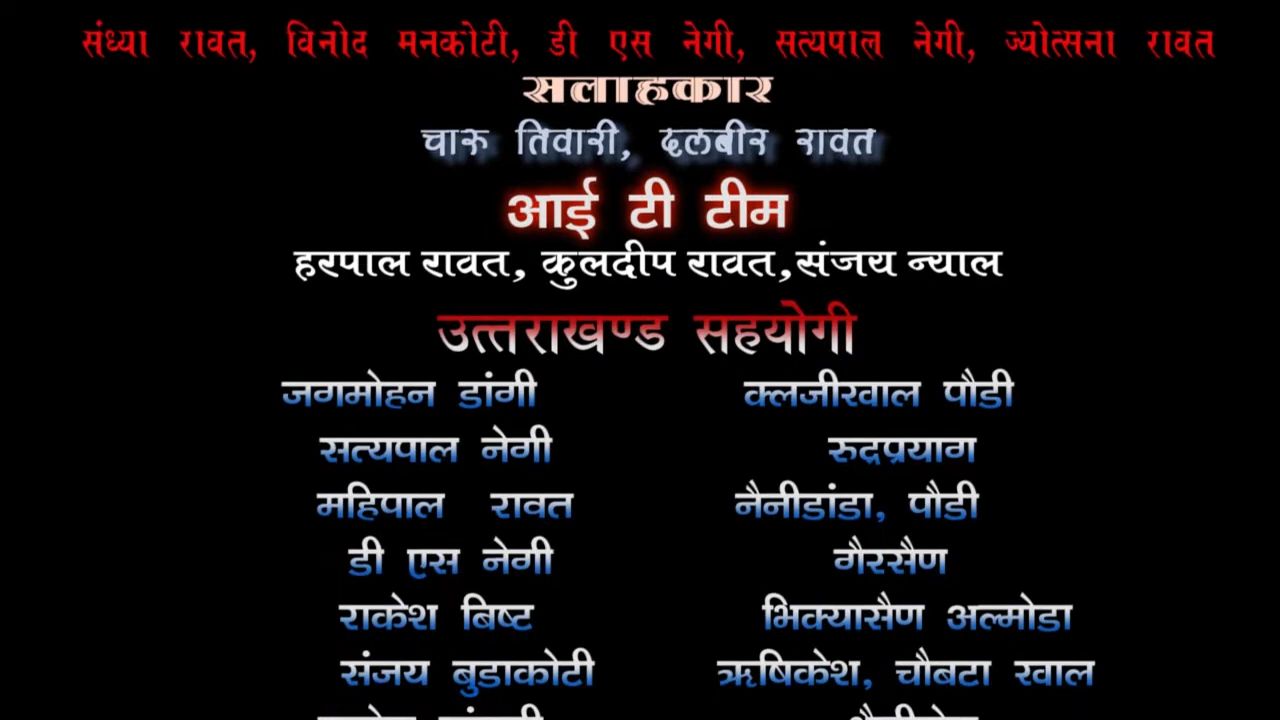 संध्या रावत, विनोद मनकोटी, डी एस नेगी, सत्यपाल नेगी, ज्योत्सना रावत
सलाहकार
चारू तिवारी, दलबीर रावत
आई टी टीम
हरपाल रावत, कुलदीप रावत,संजय न्याल
उत्तराखण्ड सहयोगी
जगमोहन डांगी क्लजीखाल पौडी
सत्यपाल नेगी रुद्रप्रयाग
महिपाल रावत नैनीडांडा, पौडी
डी एस नेगी गैरसैण
राकेश बिष्ट भिक्यासैण अल्मोडा
संजय बुडाकोटी ऋषिकेश, चौबटा खाल